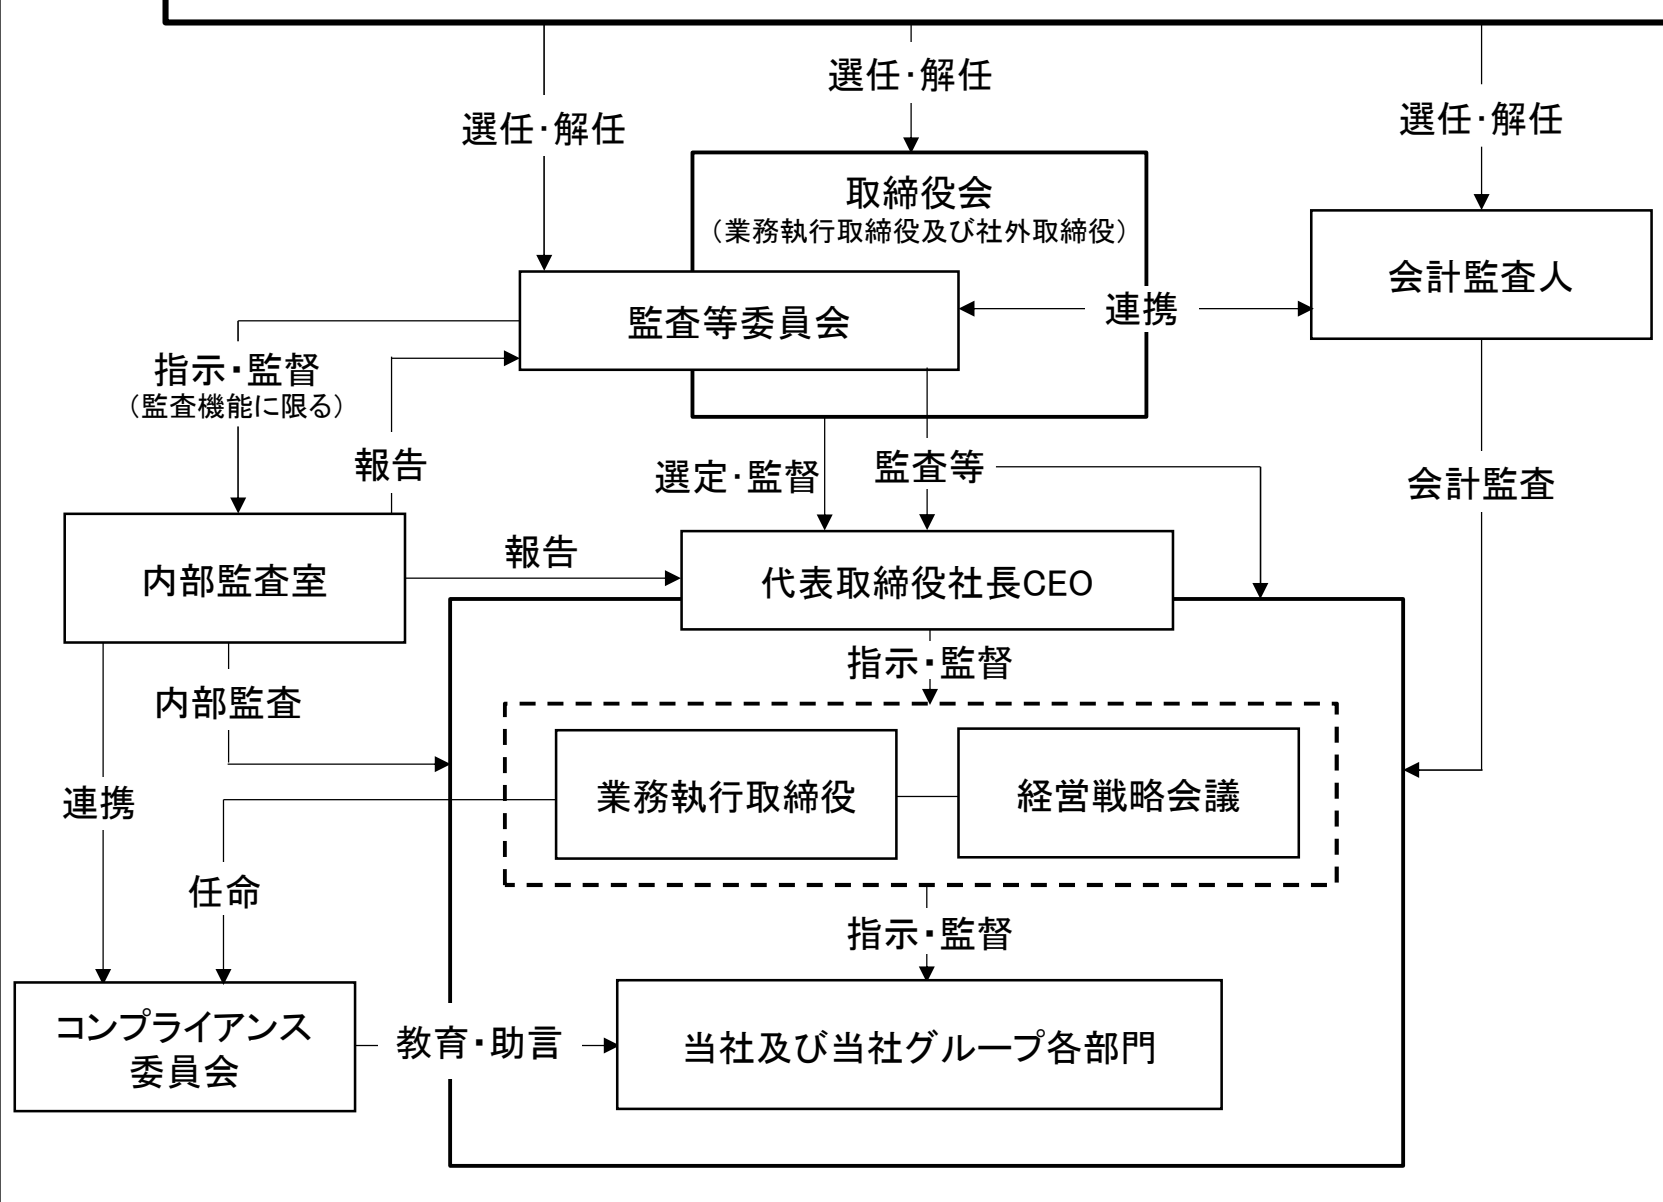 選任・解任
選任・解任
選任・解任
取締役会
（業務執行取締役及び社外取締役）
会計監査人
連携
監査等委員会
指示・監督
（監査機能に限る）
報告
選定・監督
監査等
会計監査
報告
内部監査室
代表取締役社長CEO
指示・監督
内部監査
連携
業務執行取締役
経営戦略会議
任命
指示・監督
コンプライアンス
委員会
教育・助言
当社及び当社グループ各部門